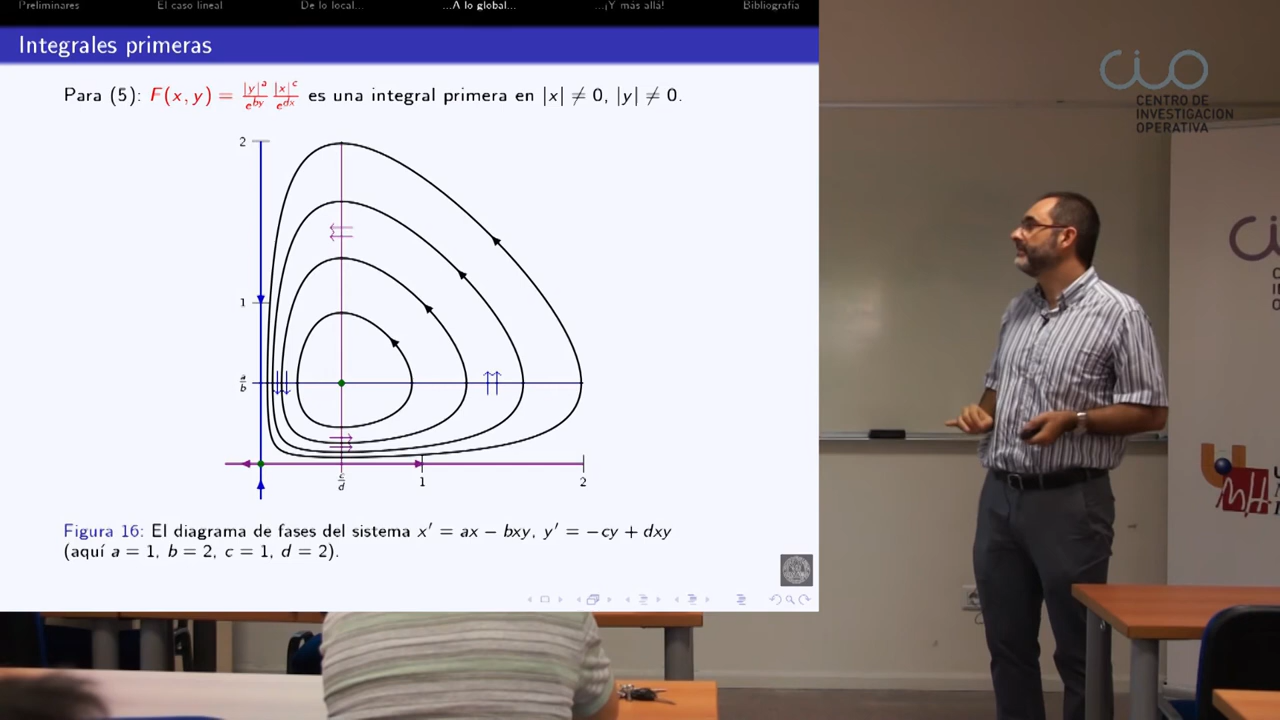 Preliminares El caso lineal De lo local... ...A lo global... ...¡Y más allá! Bibliografía
Integrales primeras
Para (5): F(x, y) = |y|^a/e^{by} |x|^c/e^{dx} es una integral primera en |x| ≠ 0, |y| ≠ 0.
2
1
a/b
c/d
1
2
Figura 16: El diagrama de fases del sistema x′ = ax − bxy, y′ = −cy + dxy
(aquí a = 1, b = 2, c = 1, d = 2).
CIO
CENTRO DE
INVESTIGACION
OPERATIVA